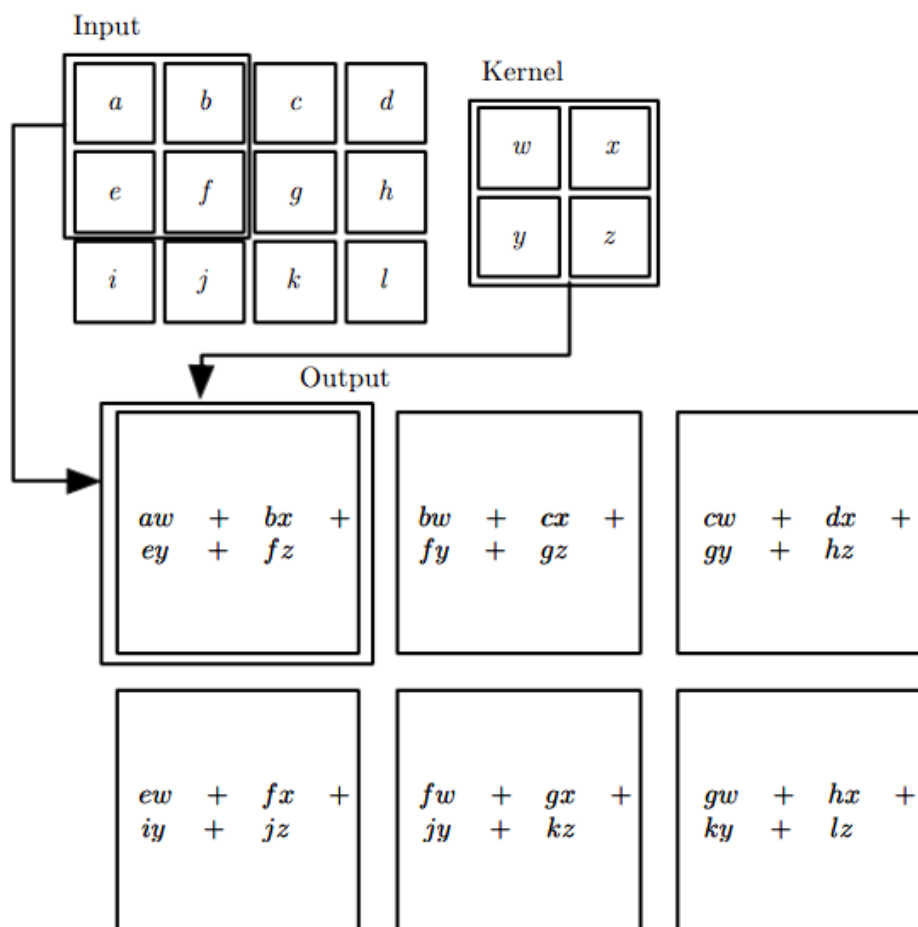 Input
a b c d
e f g h
i j k l
Kernel
w x
y z
Output
aw + bx +
ey + fz
bw + cx +
fy + gz
cw + dx +
gy + hz
ew + fx +
iy + jz
fw + gx +
jy + kz
gw + hx +
ky + lz